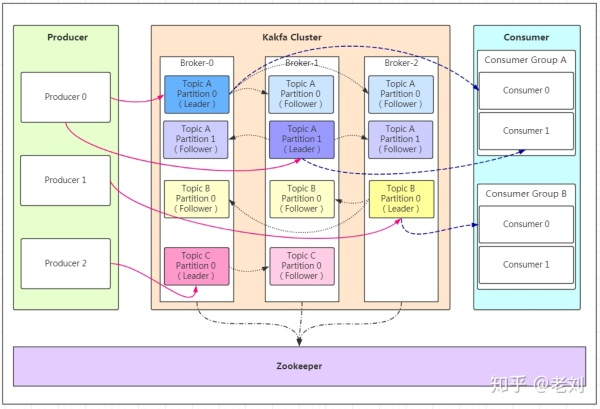 Producer
Producer 0
Producer 1
Producer 2
Kakfa Cluster
Broker-0
Topic A
Partition 0
( Leader )
Topic A
Partition 1
( Follower )
Topic B
Partition 0
( Follower )
Topic C
Partition 0
( Leader )
Broker-1
Topic A
Partition 0
( Follower )
Topic A
Partition 1
( Leader )
Topic B
Partition 0
( Follower )
Topic C
Partition 0
( Follower )
Broker-2
Topic A
Partition 0
( Follower )
Topic A
Partition 1
( Follower )
Topic B
Partition 0
( Leader )
Consumer
Consumer Group A
Consumer 0
Consumer 1
Consumer Group B
Consumer 0
Consumer 1
Zookeeper
知乎 @老刘